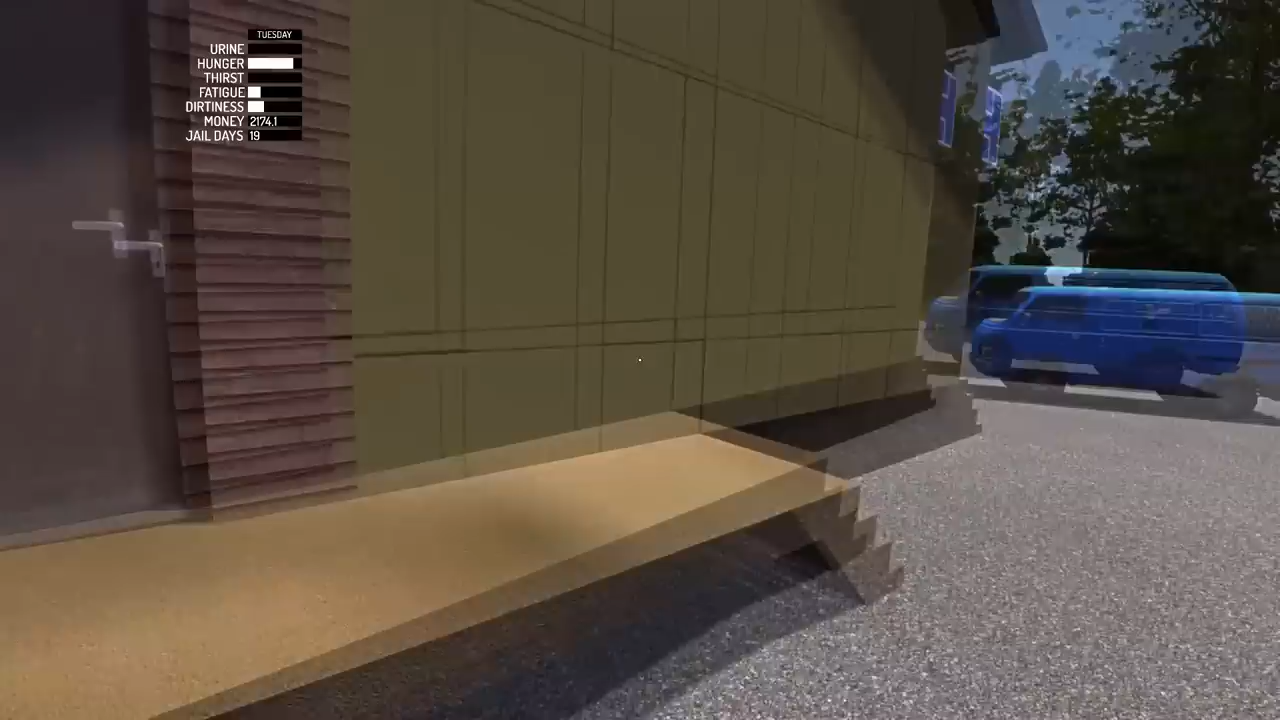 TUESDAY
URINE
HUNGER
THIRST
FATIGUE
DIRTINESS
MONEY 2174.1
JAIL DAYS 19